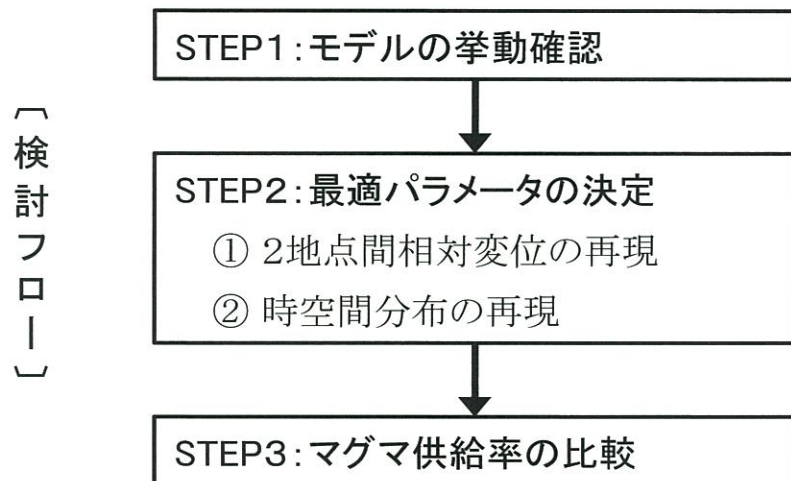 〔検討フロー〕
STEP1:モデルの挙動確認
STEP2:最適パラメータの決定
① 2地点間相対変位の再現
② 時空間分布の再現
STEP3:マグマ供給率の比較